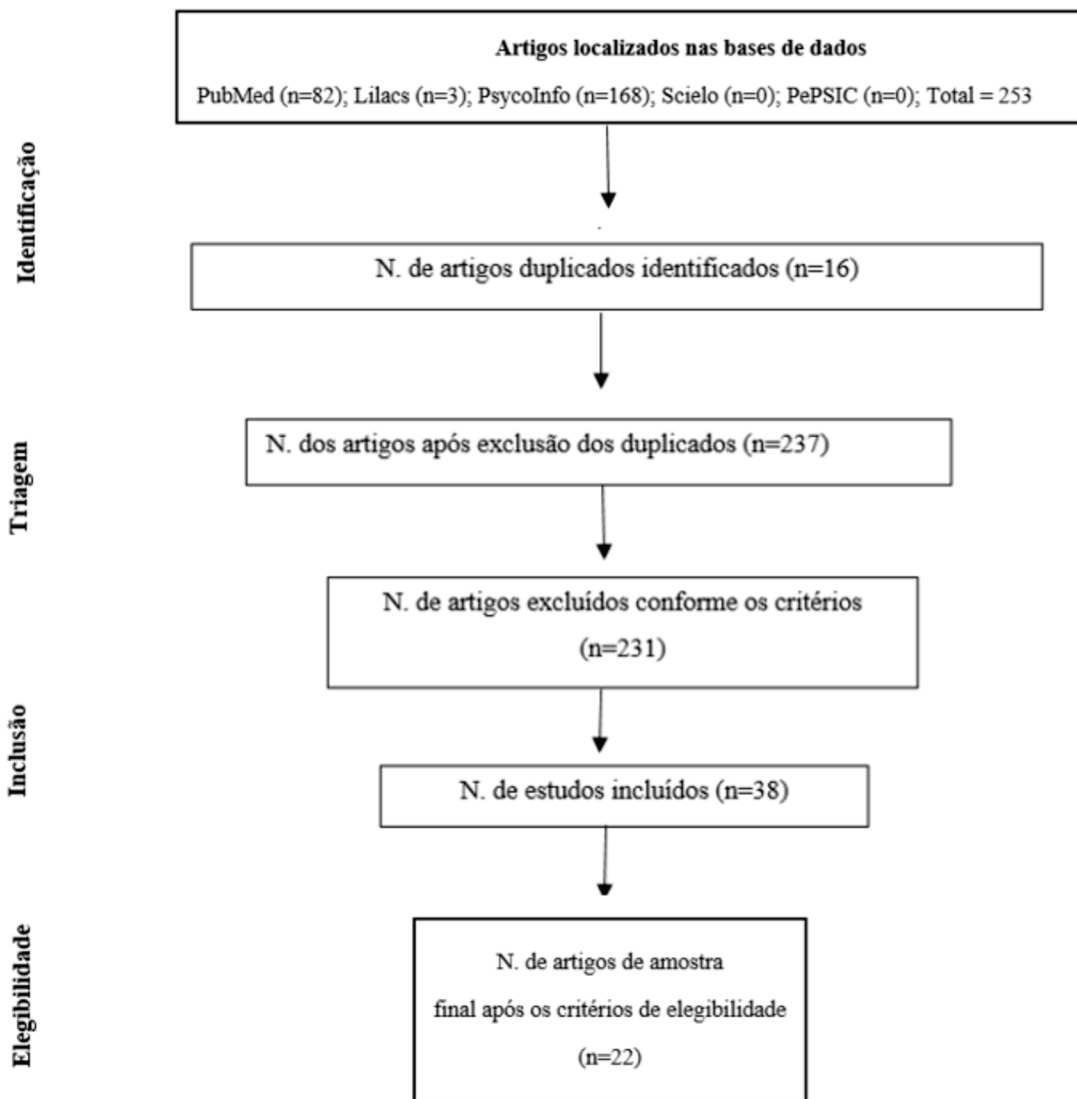 Artigos localizados nas bases de dados
PubMed (n=82); Lilacs (n=3); PsycoInfo (n=168); Scielo (n=0); PePSIC (n=0); Total = 253
Identificação
N. de artigos duplicados identificados (n=16)
Triagem
N. dos artigos após exclusão dos duplicados (n=237)
N. de artigos excluídos conforme os critérios
(n=231)
Inclusão
N. de estudos incluídos (n=38)
Elegibilidade
N. de artigos de amostra
final após os critérios de elegibilidade
(n=22)